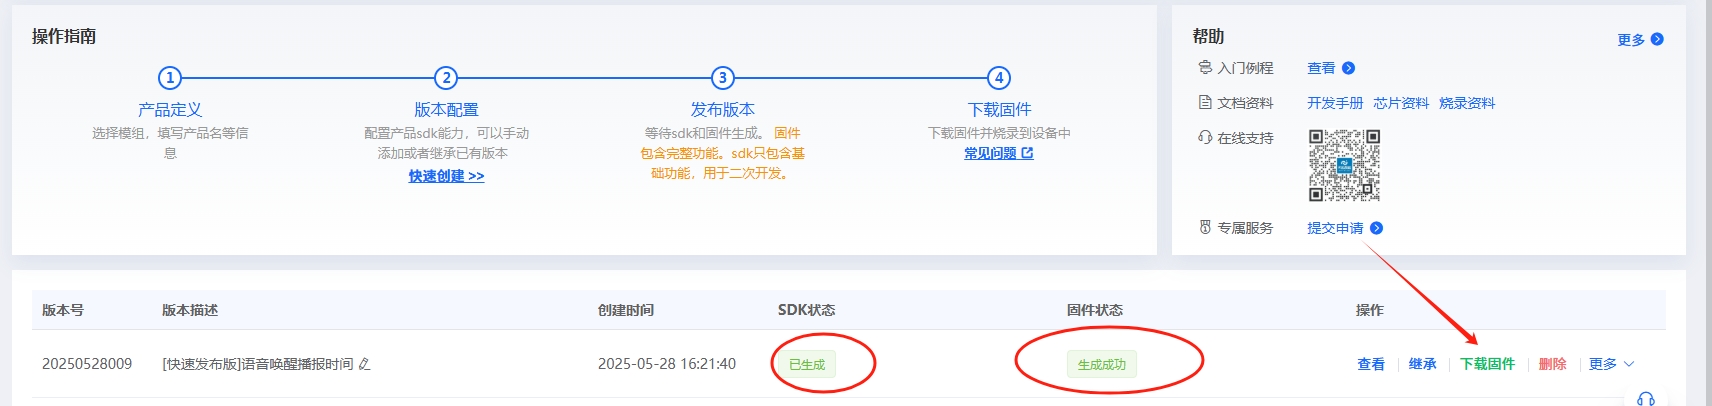 操作指南
1
2
3
4
产品定义
选择模组，填写产品名等信
息
版本配置
配置产品sdk能力，可以手动
添加或者继承已有版本
快速创建 >>
发布版本
等待sdk和固件生成。 固件
包含完整功能。sdk只包含基
础功能，用于二次开发。
下载固件
下载固件并烧录到设备中
常见问题
帮助
更多
入门例程 查看
文档资料 开发手册 芯片资料 烧录资料
在线支持
专属服务 提交申请
版本号 版本描述 创建时间 SDK状态 固件状态 操作
20250528009 [快速发布版]语音唤醒播报时间 2025-05-28 16:21:40 已生成 生成成功 查看 继承 下载固件 删除 更多